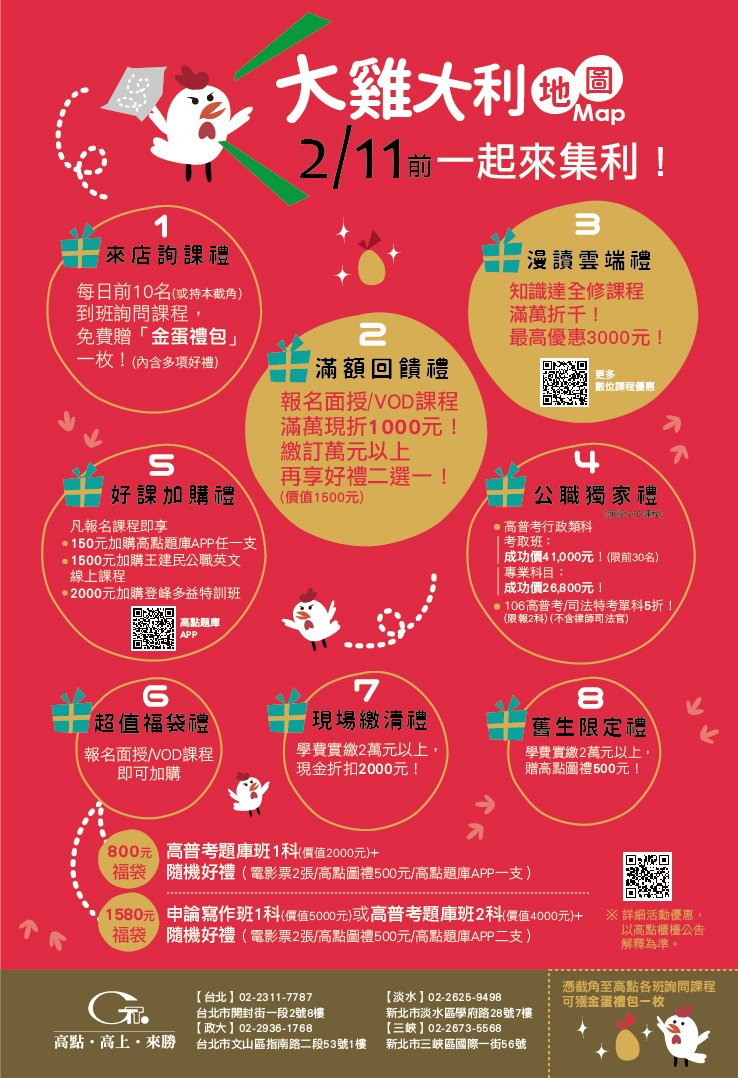 大雞大利地圖
Map
2/11前一起來集利！
1
來店詢課禮
每日前10名(或持本截角)
到班詢問課程，
免費贈「金蛋禮包」
一枚！(內含多項好禮)
2
滿額回饋禮
報名面授/VOD課程
滿萬現折1000元！
繳訂萬元以上
再享好禮二選一！
(價值1500元)
3
漫讀雲端禮
知識達全修課程
滿萬折千！
最高優惠3000元！
更多
數位課程優惠
4
公職獨家禮
● 高普考行政類科
考取班：
成功價41,000元！(限前30名)
專業科目：
成功價26,800元！
● 106高普考/司法特考單科5折！
(限報2科)(不含律師司法官)
5
好課加購禮
凡報名課程即享
● 150元加購高點題庫APP任一支
● 1500元加購王建民公職英文
線上課程
● 2000元加購登峰多益特訓班
高點題庫
APP
6
超值福袋禮
報名面授/VOD課程
即可加購
7
現場繳清禮
學費實繳2萬元以上，
現金折扣2000元！
8
舊生限定禮
學費實繳2萬元以上，
贈高點圖禮500元！
800元
福袋
高普考題庫班1科(價值2000元)+
隨機好禮（電影票2張/高點圖禮500元/高點題庫APP一支）
1580元
福袋
申論寫作班1科(價值5000元)或高普考題庫班2科(價值4000元)+
隨機好禮（電影票2張/高點圖禮500元/高點題庫APP二支）
※ 詳細活動優惠，
以高點櫃檯公告
解釋為準。
高點・高上・來勝
【台北】02-2311-7787
台北市開封街一段2號8樓
【政大】02-2936-1768
台北市文山區指南路二段53號1樓
【淡水】02-2625-9498
新北市淡水區學府路28號7樓
【三峽】02-2673-5568
新北市三峽區國際一街56號
憑截角至高點各班詢問課程
可獲金蛋禮包一枚